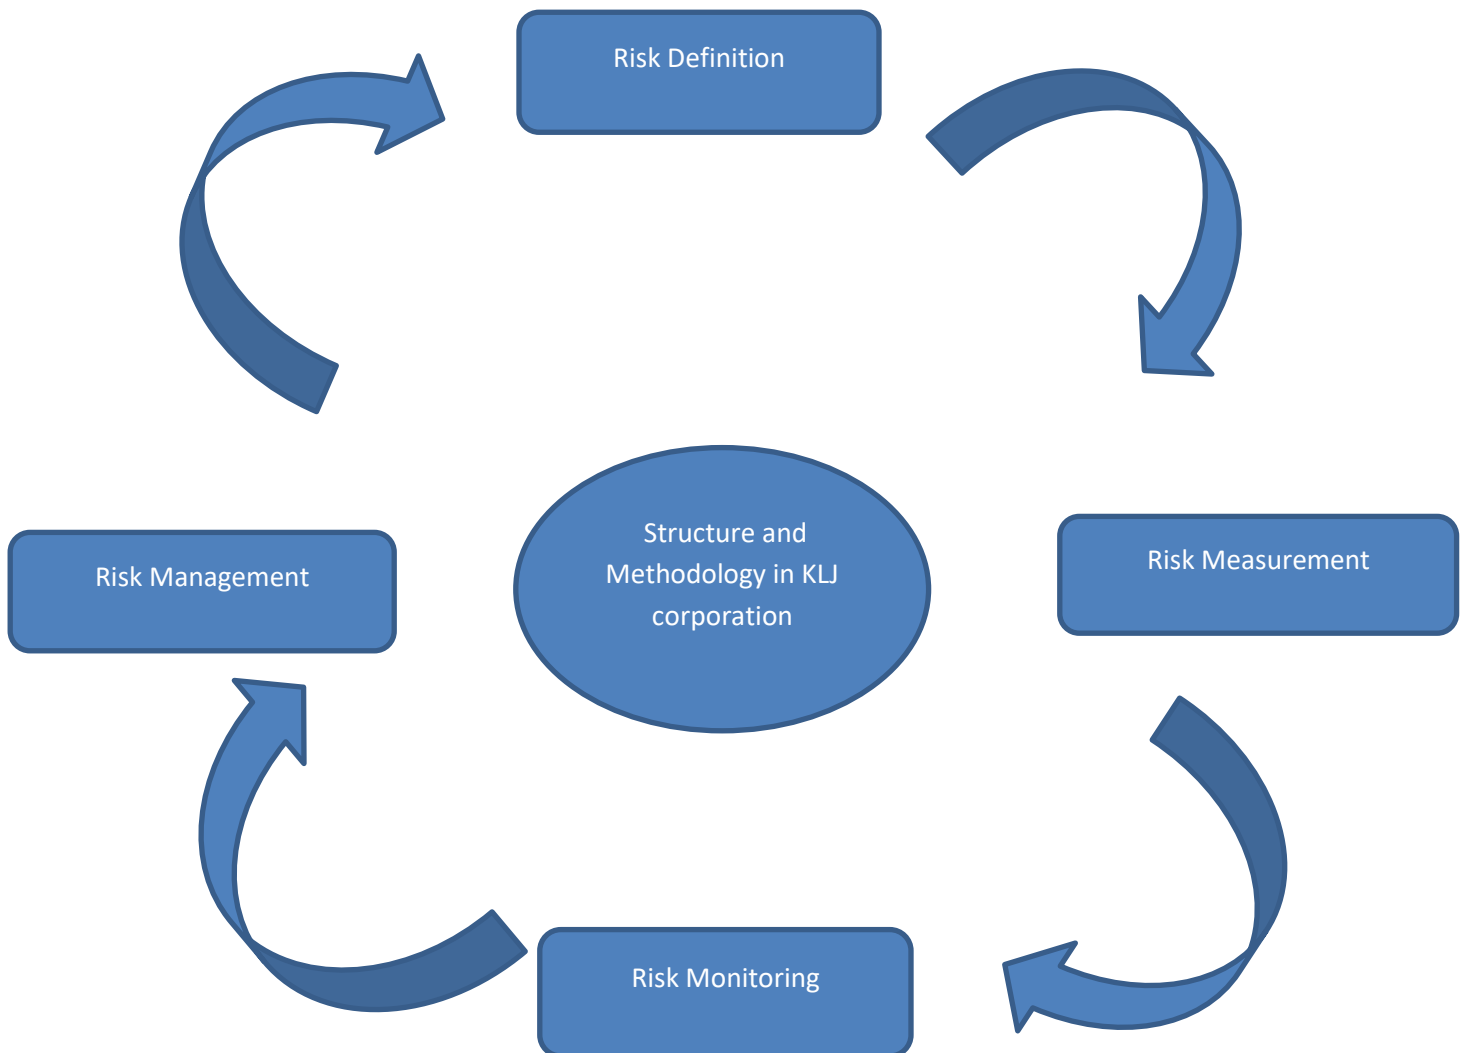 Risk Definition
Structure and
Methodology in KLJ
corporation
Risk Management
Risk Measurement
Risk Monitoring